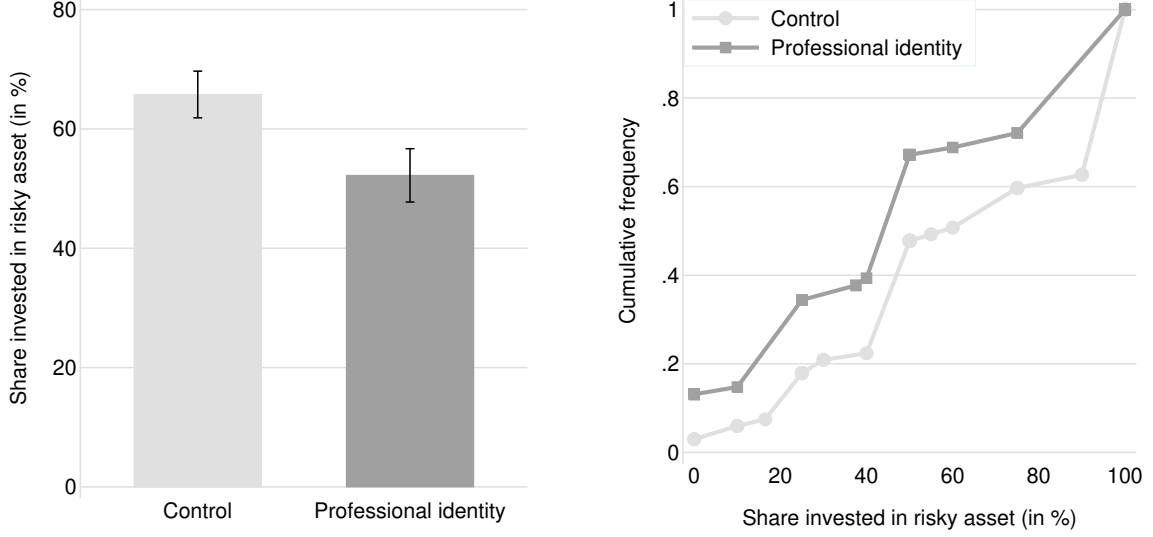 80
60
40
20
0
Share invested in risky asset (in %)
Control
Professional identity
Control
Professional identity
1
.8
.6
.4
.2
0
Cumulative frequency
0 20 40 60 80 100
Share invested in risky asset (in %)